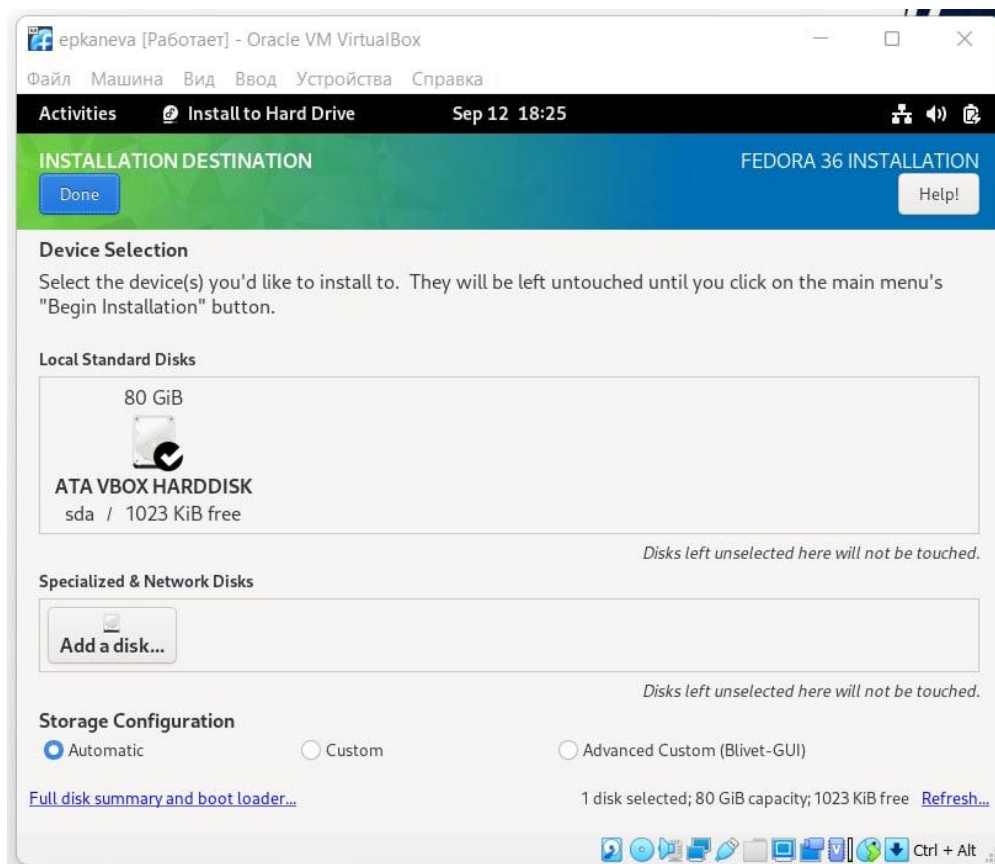 epkaneva [Работает] - Oracle VM VirtualBox
Файл Машина Вид Ввод Устройства Справка
Activities Install to Hard Drive Sep 12 18:25
INSTALLATION DESTINATION FEDORA 36 INSTALLATION
Done Help!
Device Selection
Select the device(s) you'd like to install to. They will be left untouched until you click on the main menu's
"Begin Installation" button.
Local Standard Disks
80 GiB
ATA VBOX HARDDISK
sda / 1023 KiB free
Disks left unselected here will not be touched.
Specialized & Network Disks
Add a disk...
Disks left unselected here will not be touched.
Storage Configuration
Automatic Custom Advanced Custom (Blivet-GUI)
Full disk summary and boot loader... 1 disk selected; 80 GiB capacity; 1023 KiB free Refresh...
Ctrl + Alt